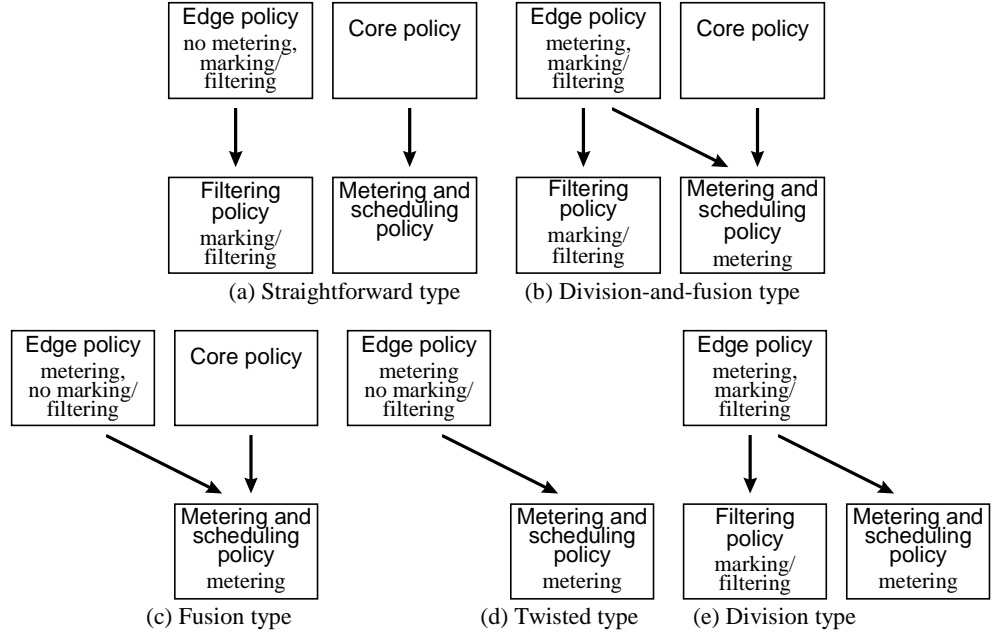 Edge policy
no metering,
marking/
filtering
Core policy
Filtering
policy
marking/
filtering
Metering and
scheduling
policy
(a) Straightforward type
Edge policy
metering,
marking/
filtering
Core policy
Filtering
policy
marking/
filtering
Metering and
scheduling
policy
metering
(b) Division-and-fusion type
Edge policy
metering,
no marking/
filtering
Core policy
Metering and
scheduling
policy
metering
(c) Fusion type
Edge policy
metering
no marking/
filtering
Metering and
scheduling
policy
metering
(d) Twisted type
Edge policy
metering,
marking/
filtering
Filtering
policy
marking/
filtering
Metering and
scheduling
policy
metering
(e) Division type